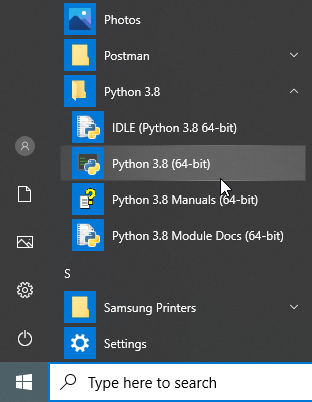 Photos
Postman
Python 3.8
IDLE (Python 3.8 64-bit)
Python 3.8 (64-bit)
Python 3.8 Manuals (64-bit)
Python 3.8 Module Docs (64-bit)
S
Samsung Printers
Settings
Type here to search